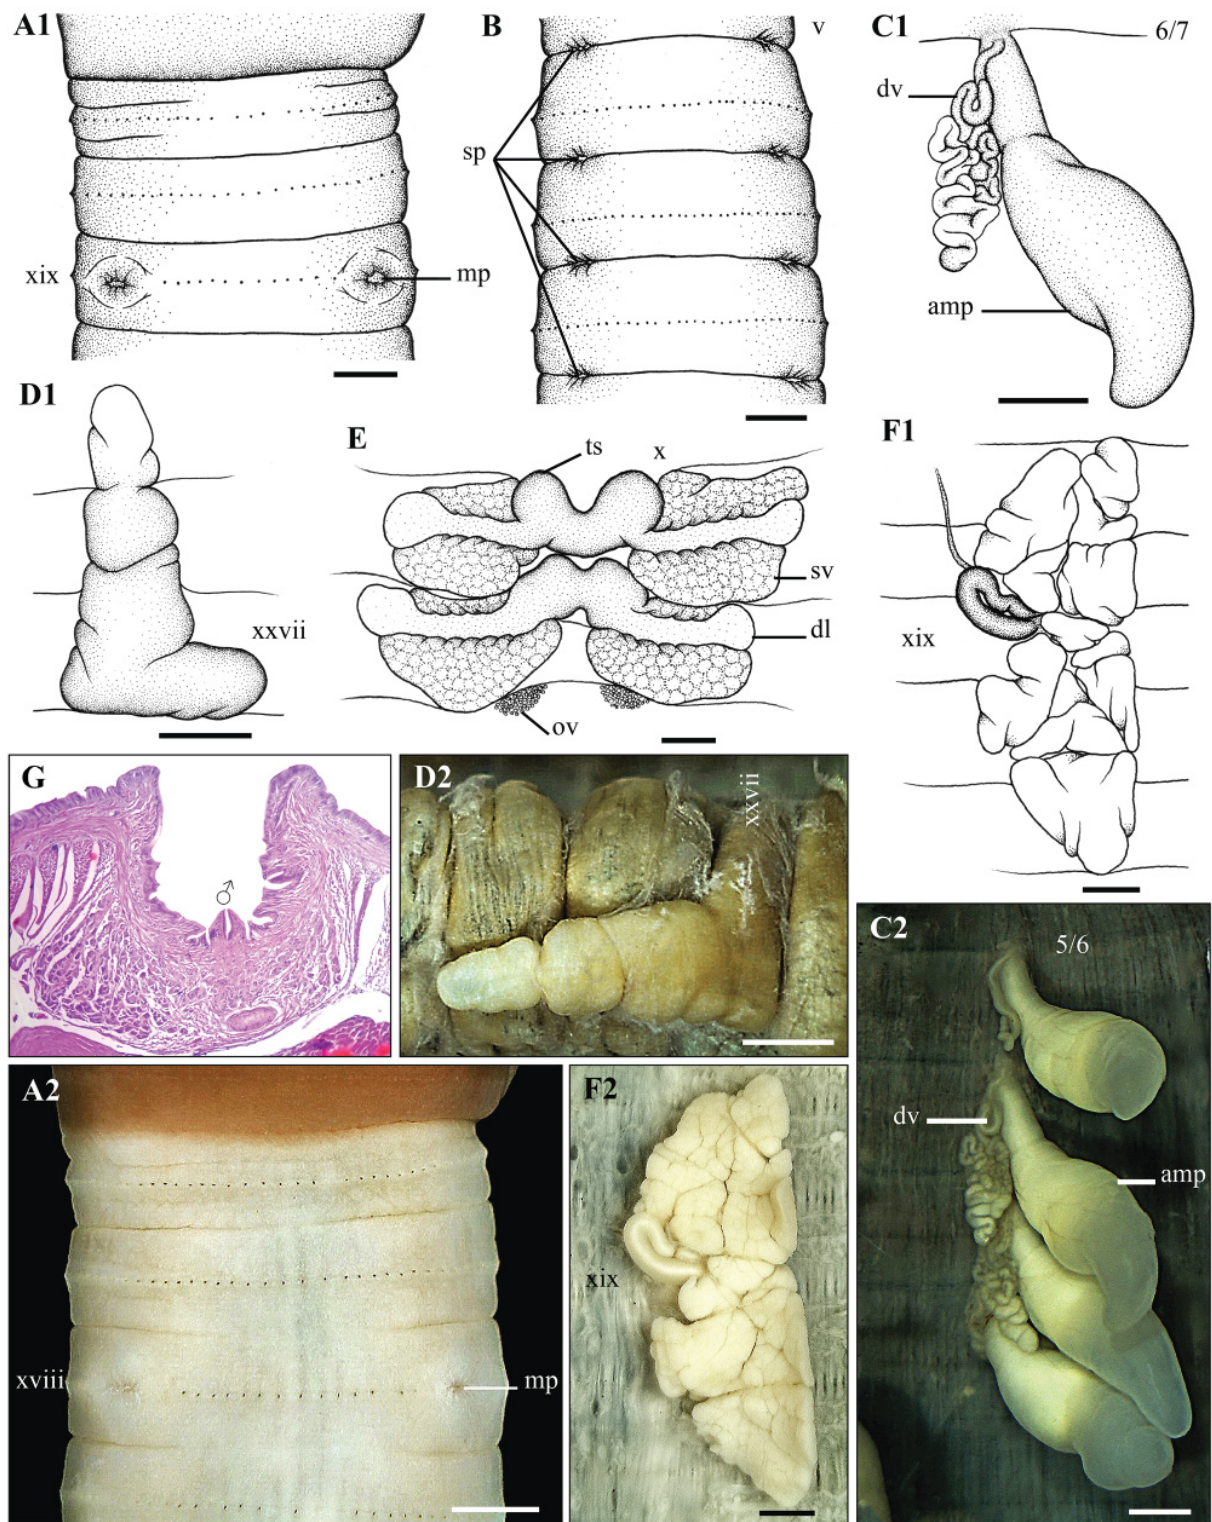 A1
xix
mp
B
v
sp
C1
6/7
dv
amp
D1
xxvii
E
ts
x
sv
dl
ov
F1
xix
G
♂
D2
xxvii
C2
5/6
dv
amp
A2
xviii
mp
F2
xix